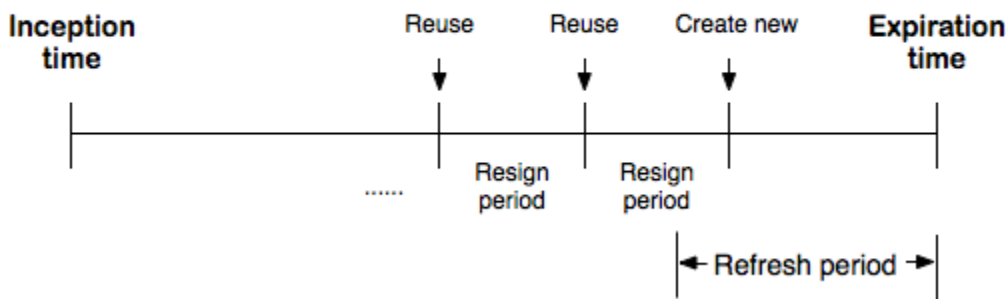 Inception
time
Reuse
Reuse
Create new
Expiration
time
......
Resign
period
Resign
period
Refresh period